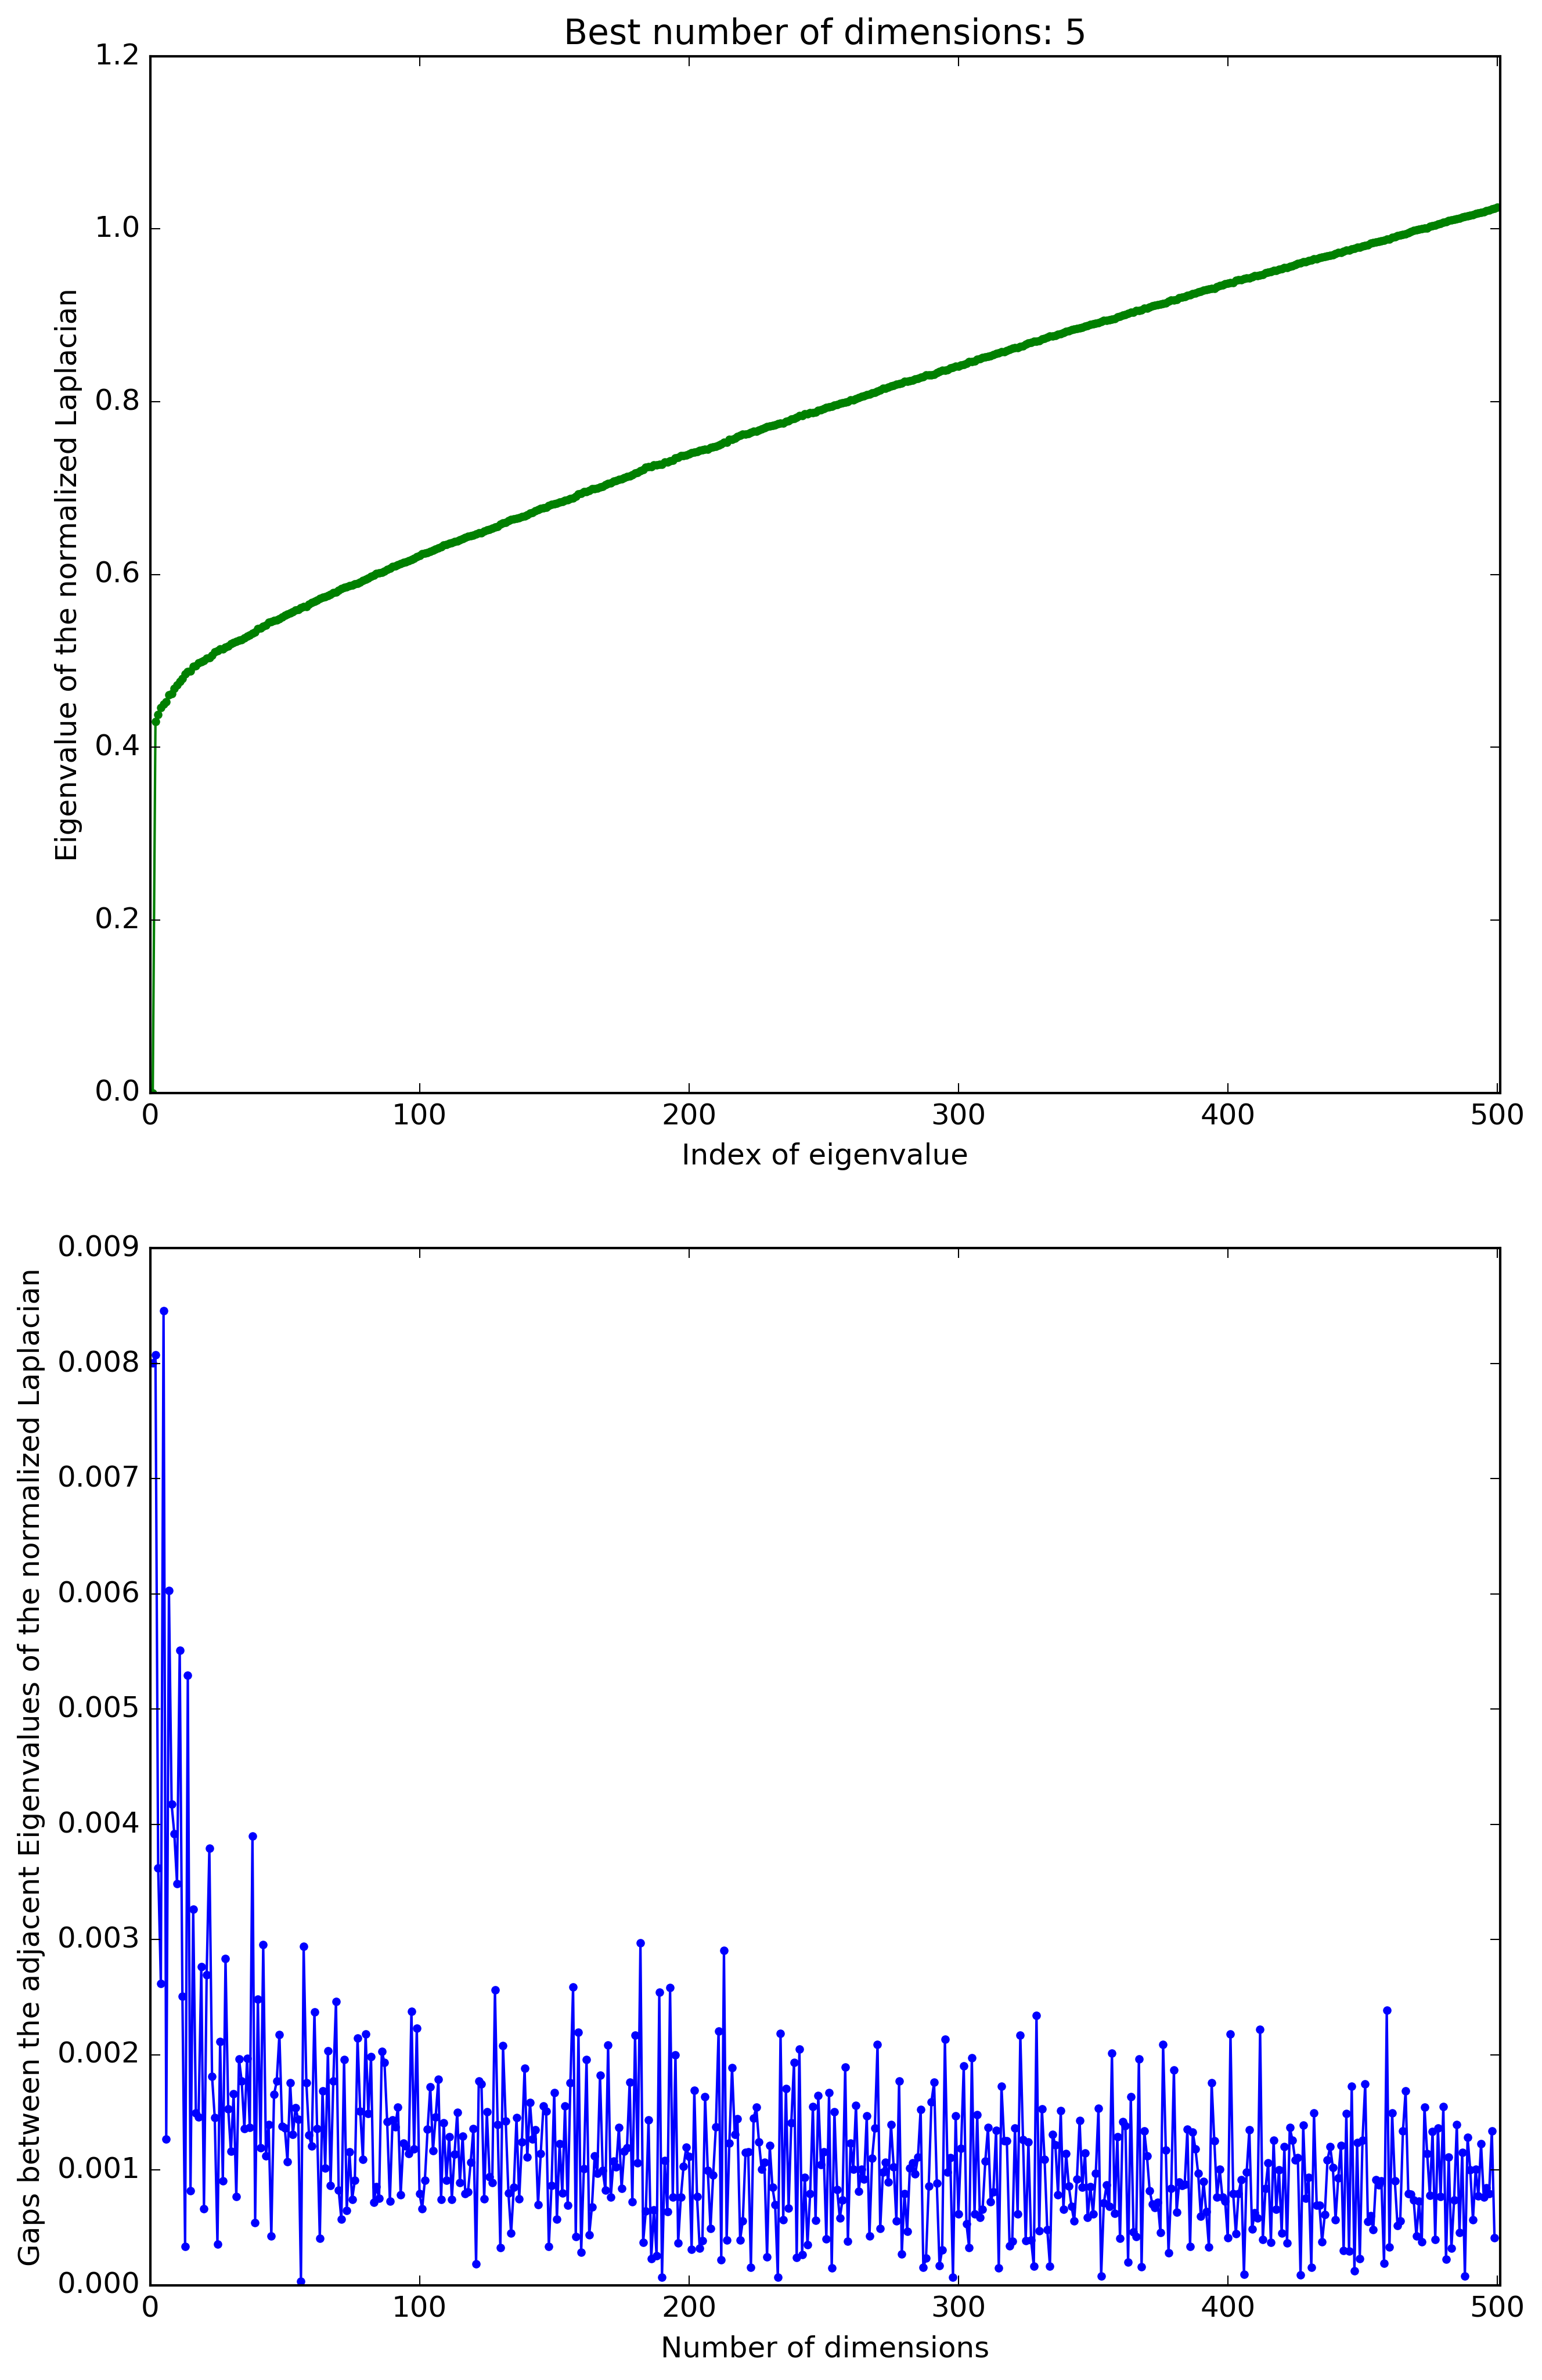 Best number of dimensions: 5
1.2
1.0
0.8
0.6
0.4
0.2
0.0
Eigenvalue of the normalized Laplacian
0 100 200 300 400 500
Index of eigenvalue
0.009
0.008
0.007
0.006
0.005
0.004
0.003
0.002
0.001
0.000
Gaps between the adjacent Eigenvalues of the normalized Laplacian
0 100 200 300 400 500
Number of dimensions